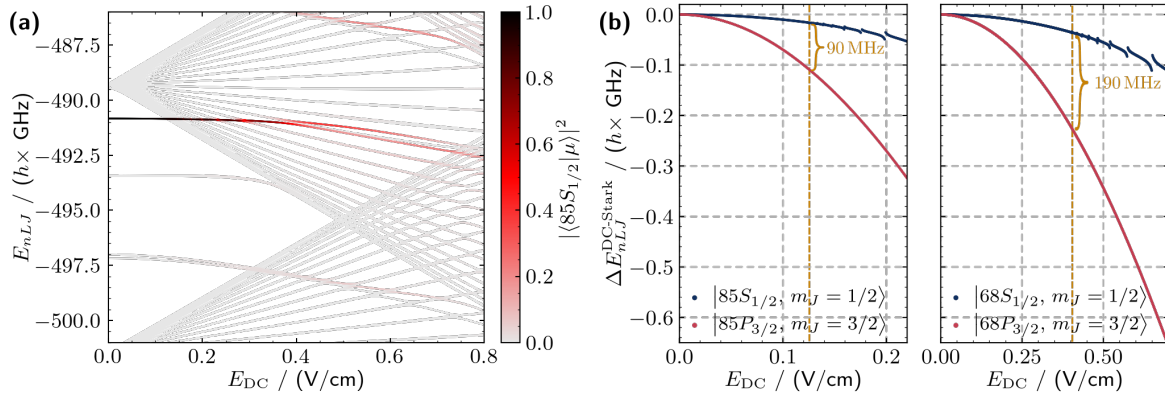 (a)
−487.5
−490.0
−492.5
−495.0
−497.5
−500.0
E_{nLJ} / (h× GHz)
0.0 0.2 0.4 0.6 0.8
E_DC / (V/cm)
1.0
0.8
0.6
0.4
0.2
0.0
|⟨85S_{1/2}|μ⟩|²
(b)
0.0
−0.1
−0.2
−0.3
−0.4
−0.5
−0.6
ΔE_{nLJ}^{DC-Stark} / (h× GHz)
90 MHz
|85S_{1/2}, m_J = 1/2⟩
|85P_{3/2}, m_J = 3/2⟩
0.0 0.1 0.2
E_DC / (V/cm)
190 MHz
|68S_{1/2}, m_J = 1/2⟩
|68P_{3/2}, m_J = 3/2⟩
0.00 0.25 0.50
E_DC / (V/cm)